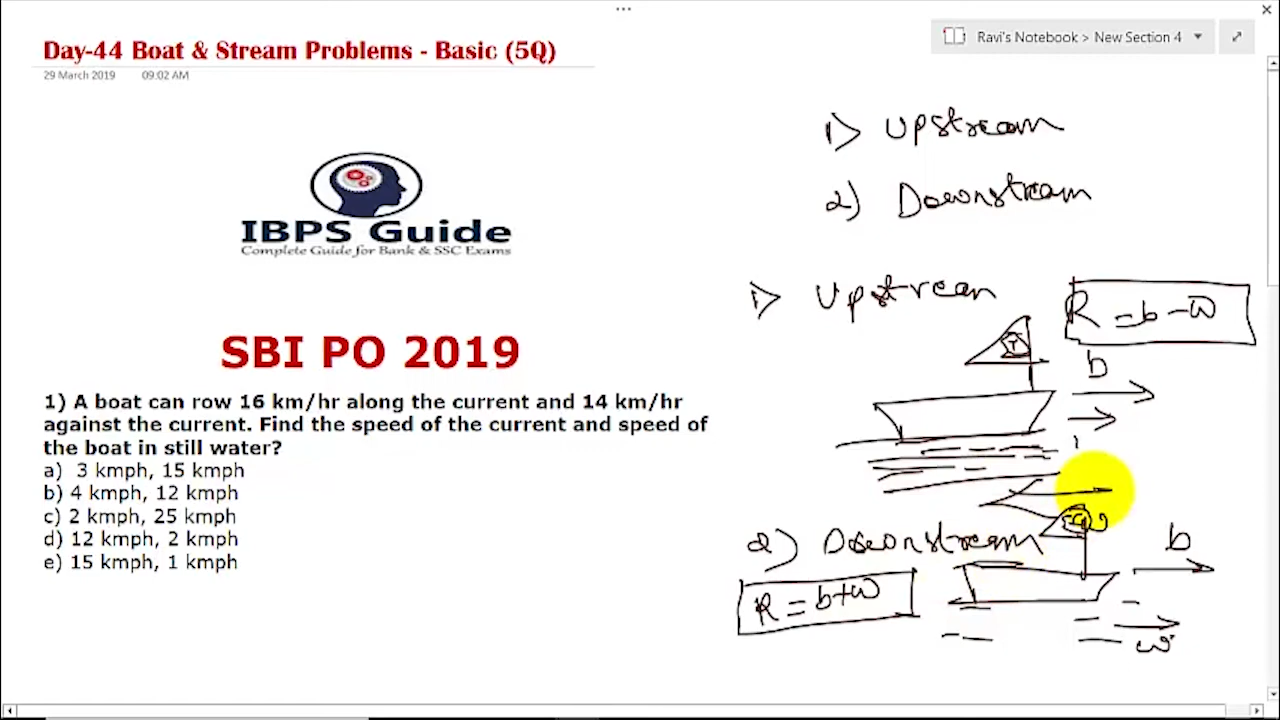 Ravi's Notebook > New Section 4
Day-44 Boat & Stream Problems - Basic (5Q)
29 March 2019 09:02 AM
IBPS Guide
Complete Guide for Bank & SSC Exams
SBI PO 2019
1) A boat can row 16 km/hr along the current and 14 km/hr
against the current. Find the speed of the current and speed of
the boat in still water?
a) 3 kmph, 15 kmph
b) 4 kmph, 12 kmph
c) 2 kmph, 25 kmph
d) 12 kmph, 2 kmph
e) 15 kmph, 1 kmph
1) Upstream
2) Downstream
1) Upstream
R = b - w
b
2) Downstream
b
R = b+w
w